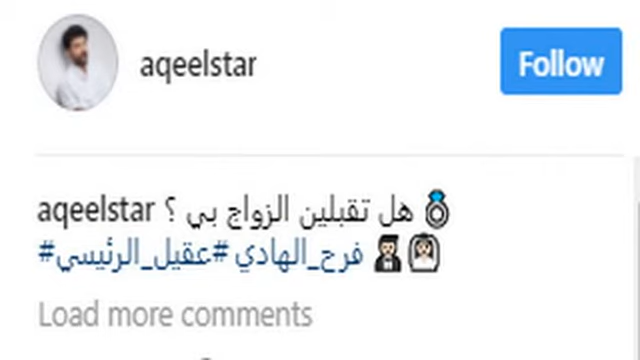 aqeelstar
Follow
aqeelstar هل تقبلين الزواج بي ؟ 💍
👰🤵 فرح_الهادي #عقيل_الرئيسي#
Load more comments